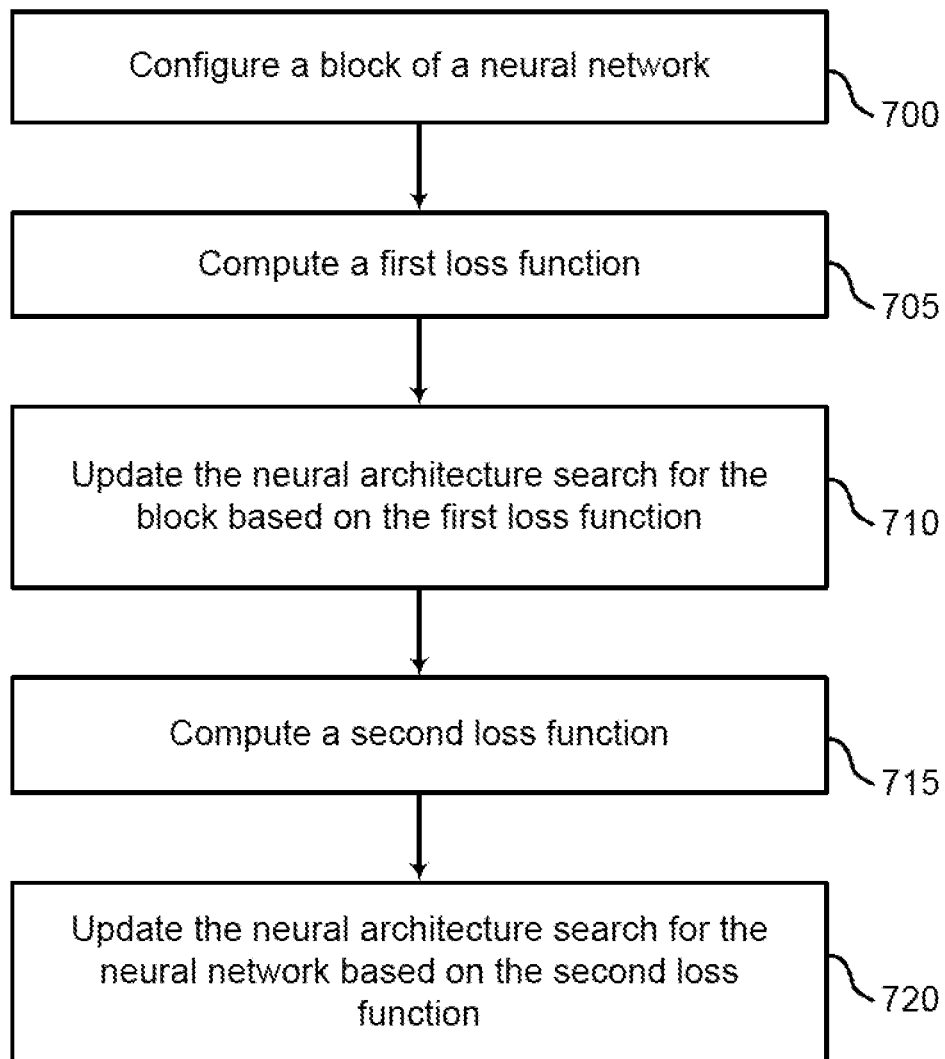 Configure a block of a neural network
700
Compute a first loss function
705
Update the neural architecture search for the
block based on the first loss function
710
Compute a second loss function
715
Update the neural architecture search for the
neural network based on the second loss
function
720